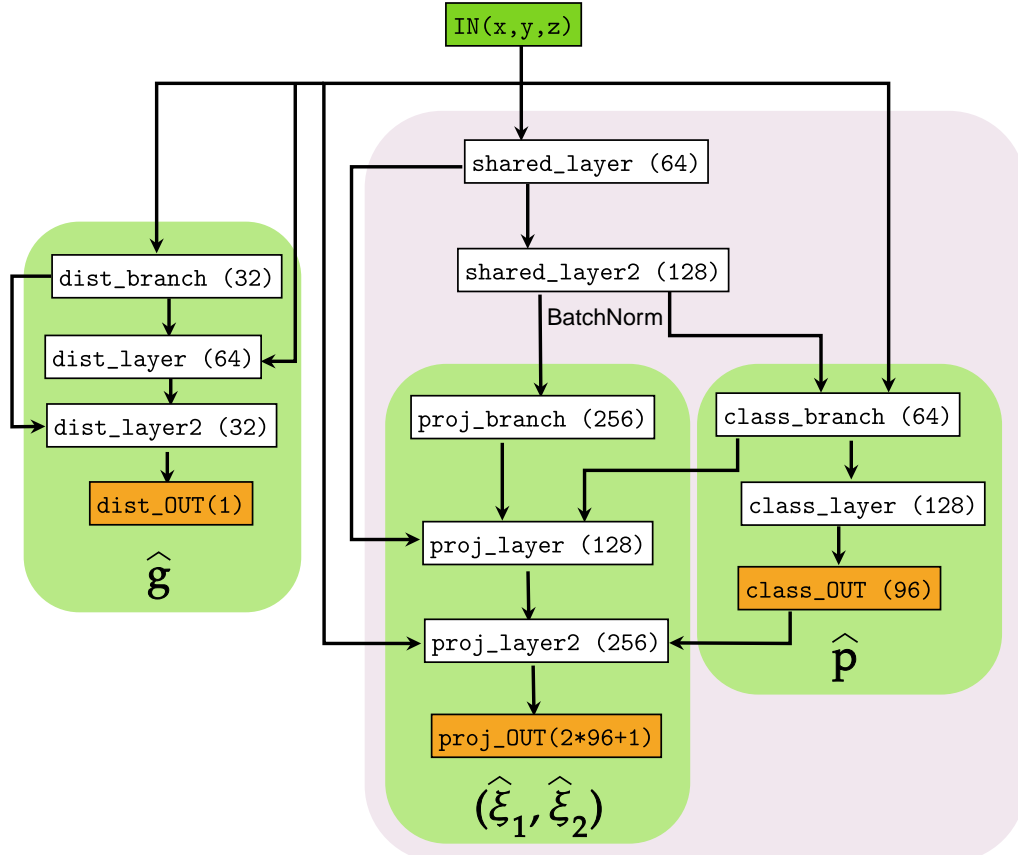 IN(x,y,z)
shared_layer (64)
shared_layer2 (128)
BatchNorm
dist_branch (32)
dist_layer (64)
dist_layer2 (32)
dist_OUT(1)
ĝ
proj_branch (256)
proj_layer (128)
proj_layer2 (256)
proj_OUT(2*96+1)
(ξ̂₁, ξ̂₂)
class_branch (64)
class_layer (128)
class_OUT (96)
p̂